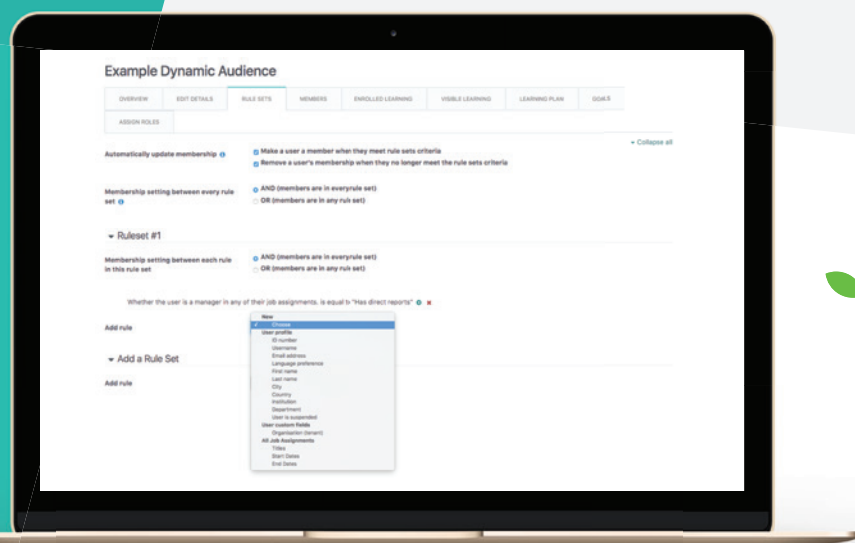 Example Dynamic Audience
OVERVIEW EDIT DETAILS RULE SETS MEMBERS ENROLLED LEARNING VISIBLE LEARNING LEARNING PLAN GOALS
ASSIGN ROLES
Collapse all
Automatically update membership
Make a user a member when they meet rule sets criteria
Remove a user's membership when they no longer meet the rule sets criteria
Membership setting between every rule
set
AND (members are in everyrule set)
OR (members are in any rule set)
Ruleset #1
Membership setting between each rule
in this rule set
AND (members are in everyrule set)
OR (members are in any rule set)
Whether the user is a manager in any of their job assignments. is equal to "Has direct reports"
Add rule
New
Choose
User profile
ID number
Username
Email address
Language preference
First name
Last name
City
Country
Institution
Department
User is suspended
User custom fields
Organisation (tenant)
All Job Assignments
Titles
Start Dates
End Dates
Add a Rule Set
Add rule